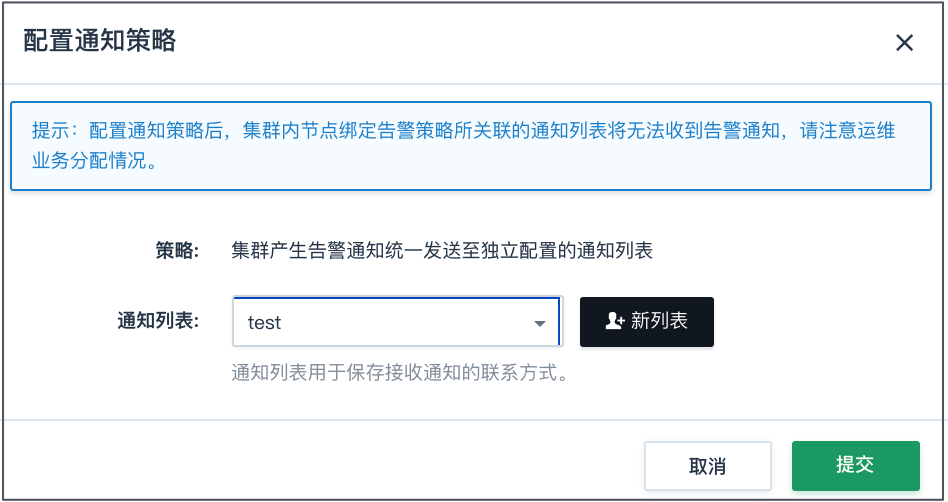 配置通知策略
提示：配置通知策略后，集群内节点绑定告警策略所关联的通知列表将无法收到告警通知，请注意运维
业务分配情况。
策略: 集群产生告警通知统一发送至独立配置的通知列表
通知列表: test 新列表
通知列表用于保存接收通知的联系方式。
取消 提交